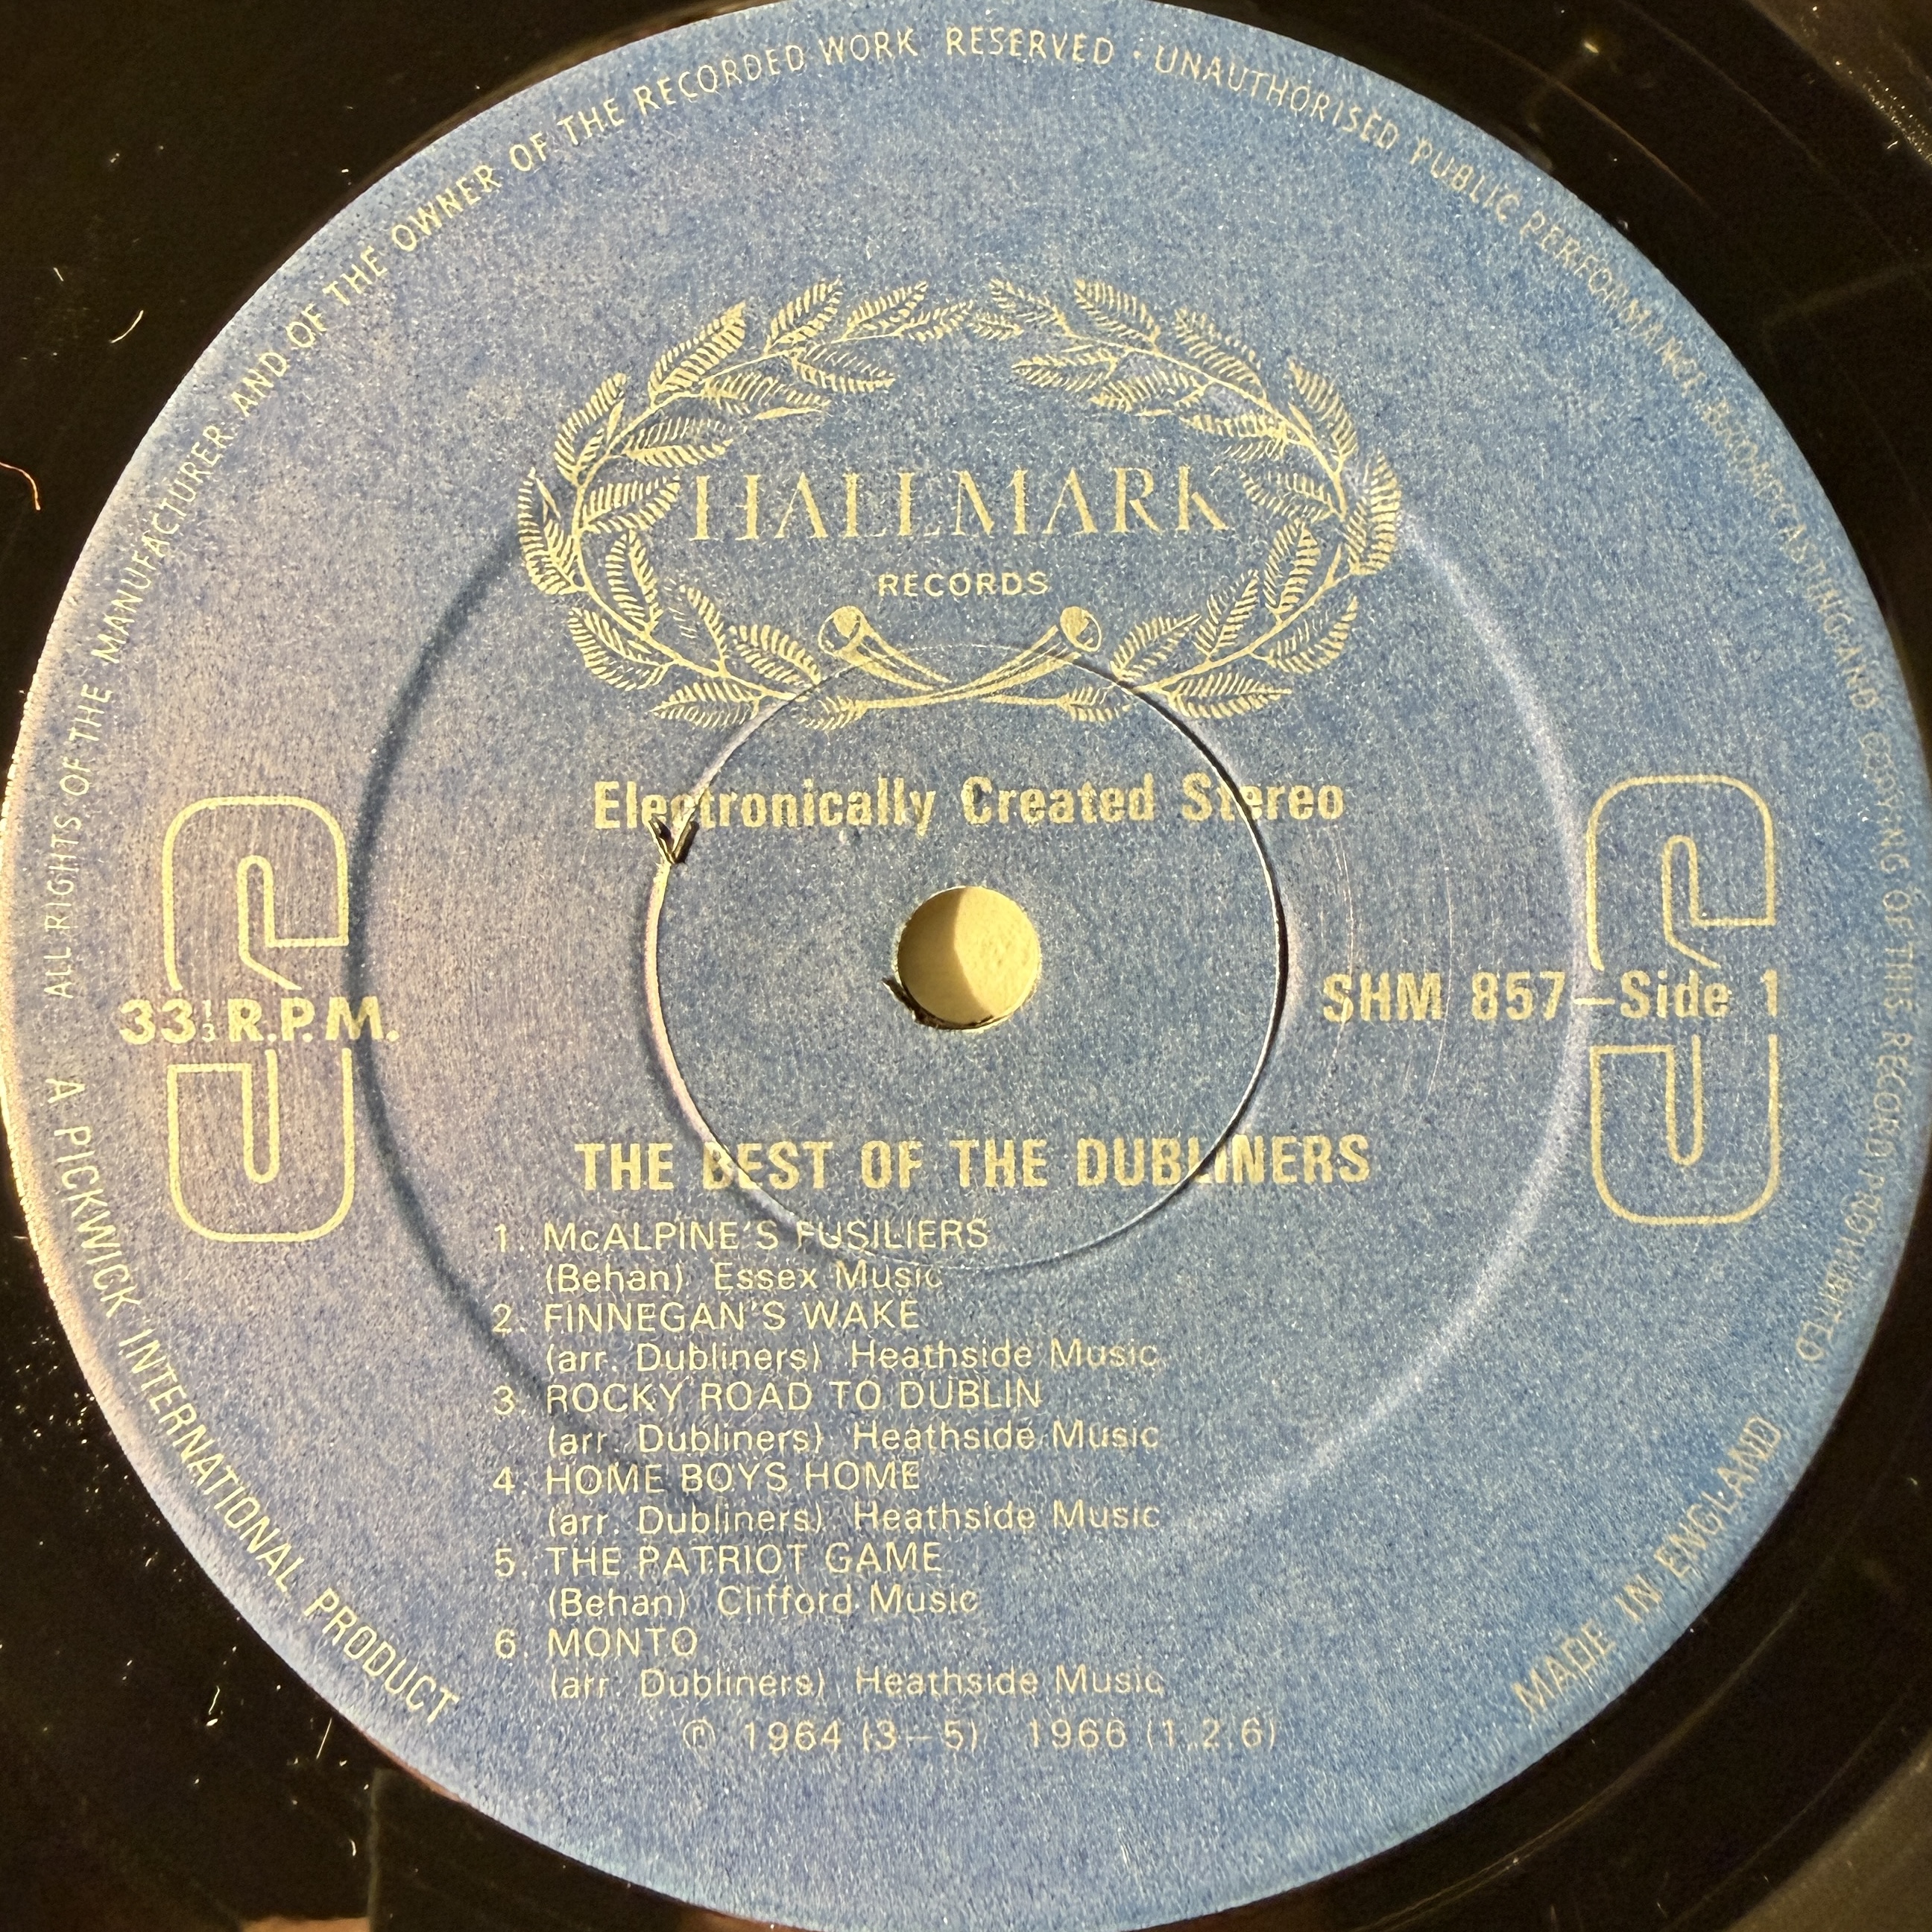 ALL RIGHTS OF THE MANUFACTURER AND OF THE OWNER OF THE RECORDED WORK RESERVED · UNAUTHORISED PUBLIC PERFORMANCE BROADCASTING AND COPYING OF THIS RECORD PROHIBITED
HALLMARK
RECORDS
Electronically Created Stereo
S
S
33⅓ R.P.M.
SHM 857–Side 1
THE BEST OF THE DUBLINERS
1. McALPINE'S FUSILIERS
(Behan) Essex Music
2. FINNEGAN'S WAKE
(arr. Dubliners) Heathside Music
3. ROCKY ROAD TO DUBLIN
(arr. Dubliners) Heathside Music
4. HOME BOYS HOME
(arr. Dubliners) Heathside Music
5. THE PATRIOT GAME
(Behan) Clifford Music
6. MONTO
(arr. Dubliners) Heathside Music
℗ 1964 (3–5) 1966 (1,2,6)
A PICKWICK INTERNATIONAL PRODUCT
MADE IN ENGLAND